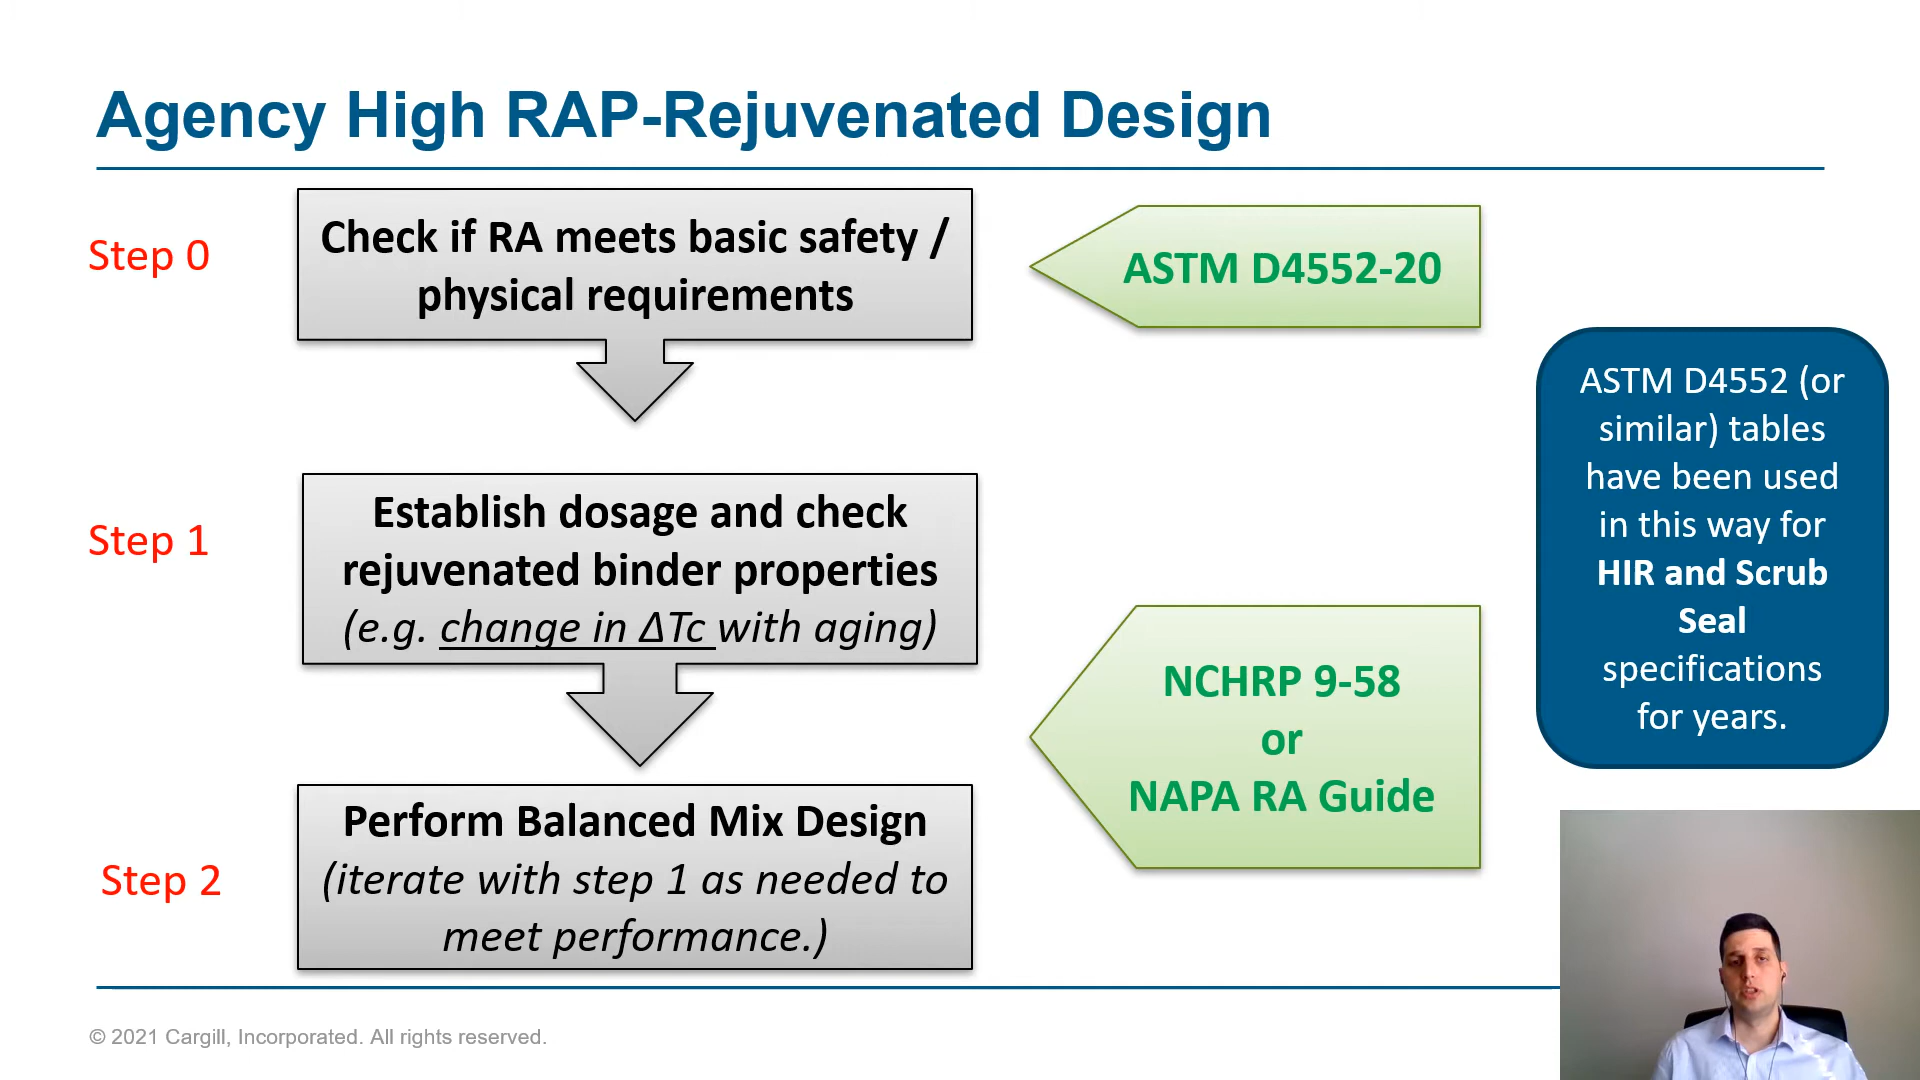 Agency High RAP-Rejuvenated Design
Step 0
Check if RA meets basic safety /
physical requirements
ASTM D4552-20
Step 1
Establish dosage and check
rejuvenated binder properties
(e.g. change in ΔTc with aging)
NCHRP 9-58
or
NAPA RA Guide
ASTM D4552 (or
similar) tables
have been used
in this way for
HIR and Scrub
Seal
specifications
for years.
Step 2
Perform Balanced Mix Design
(iterate with step 1 as needed to
meet performance.)
© 2021 Cargill, Incorporated. All rights reserved.